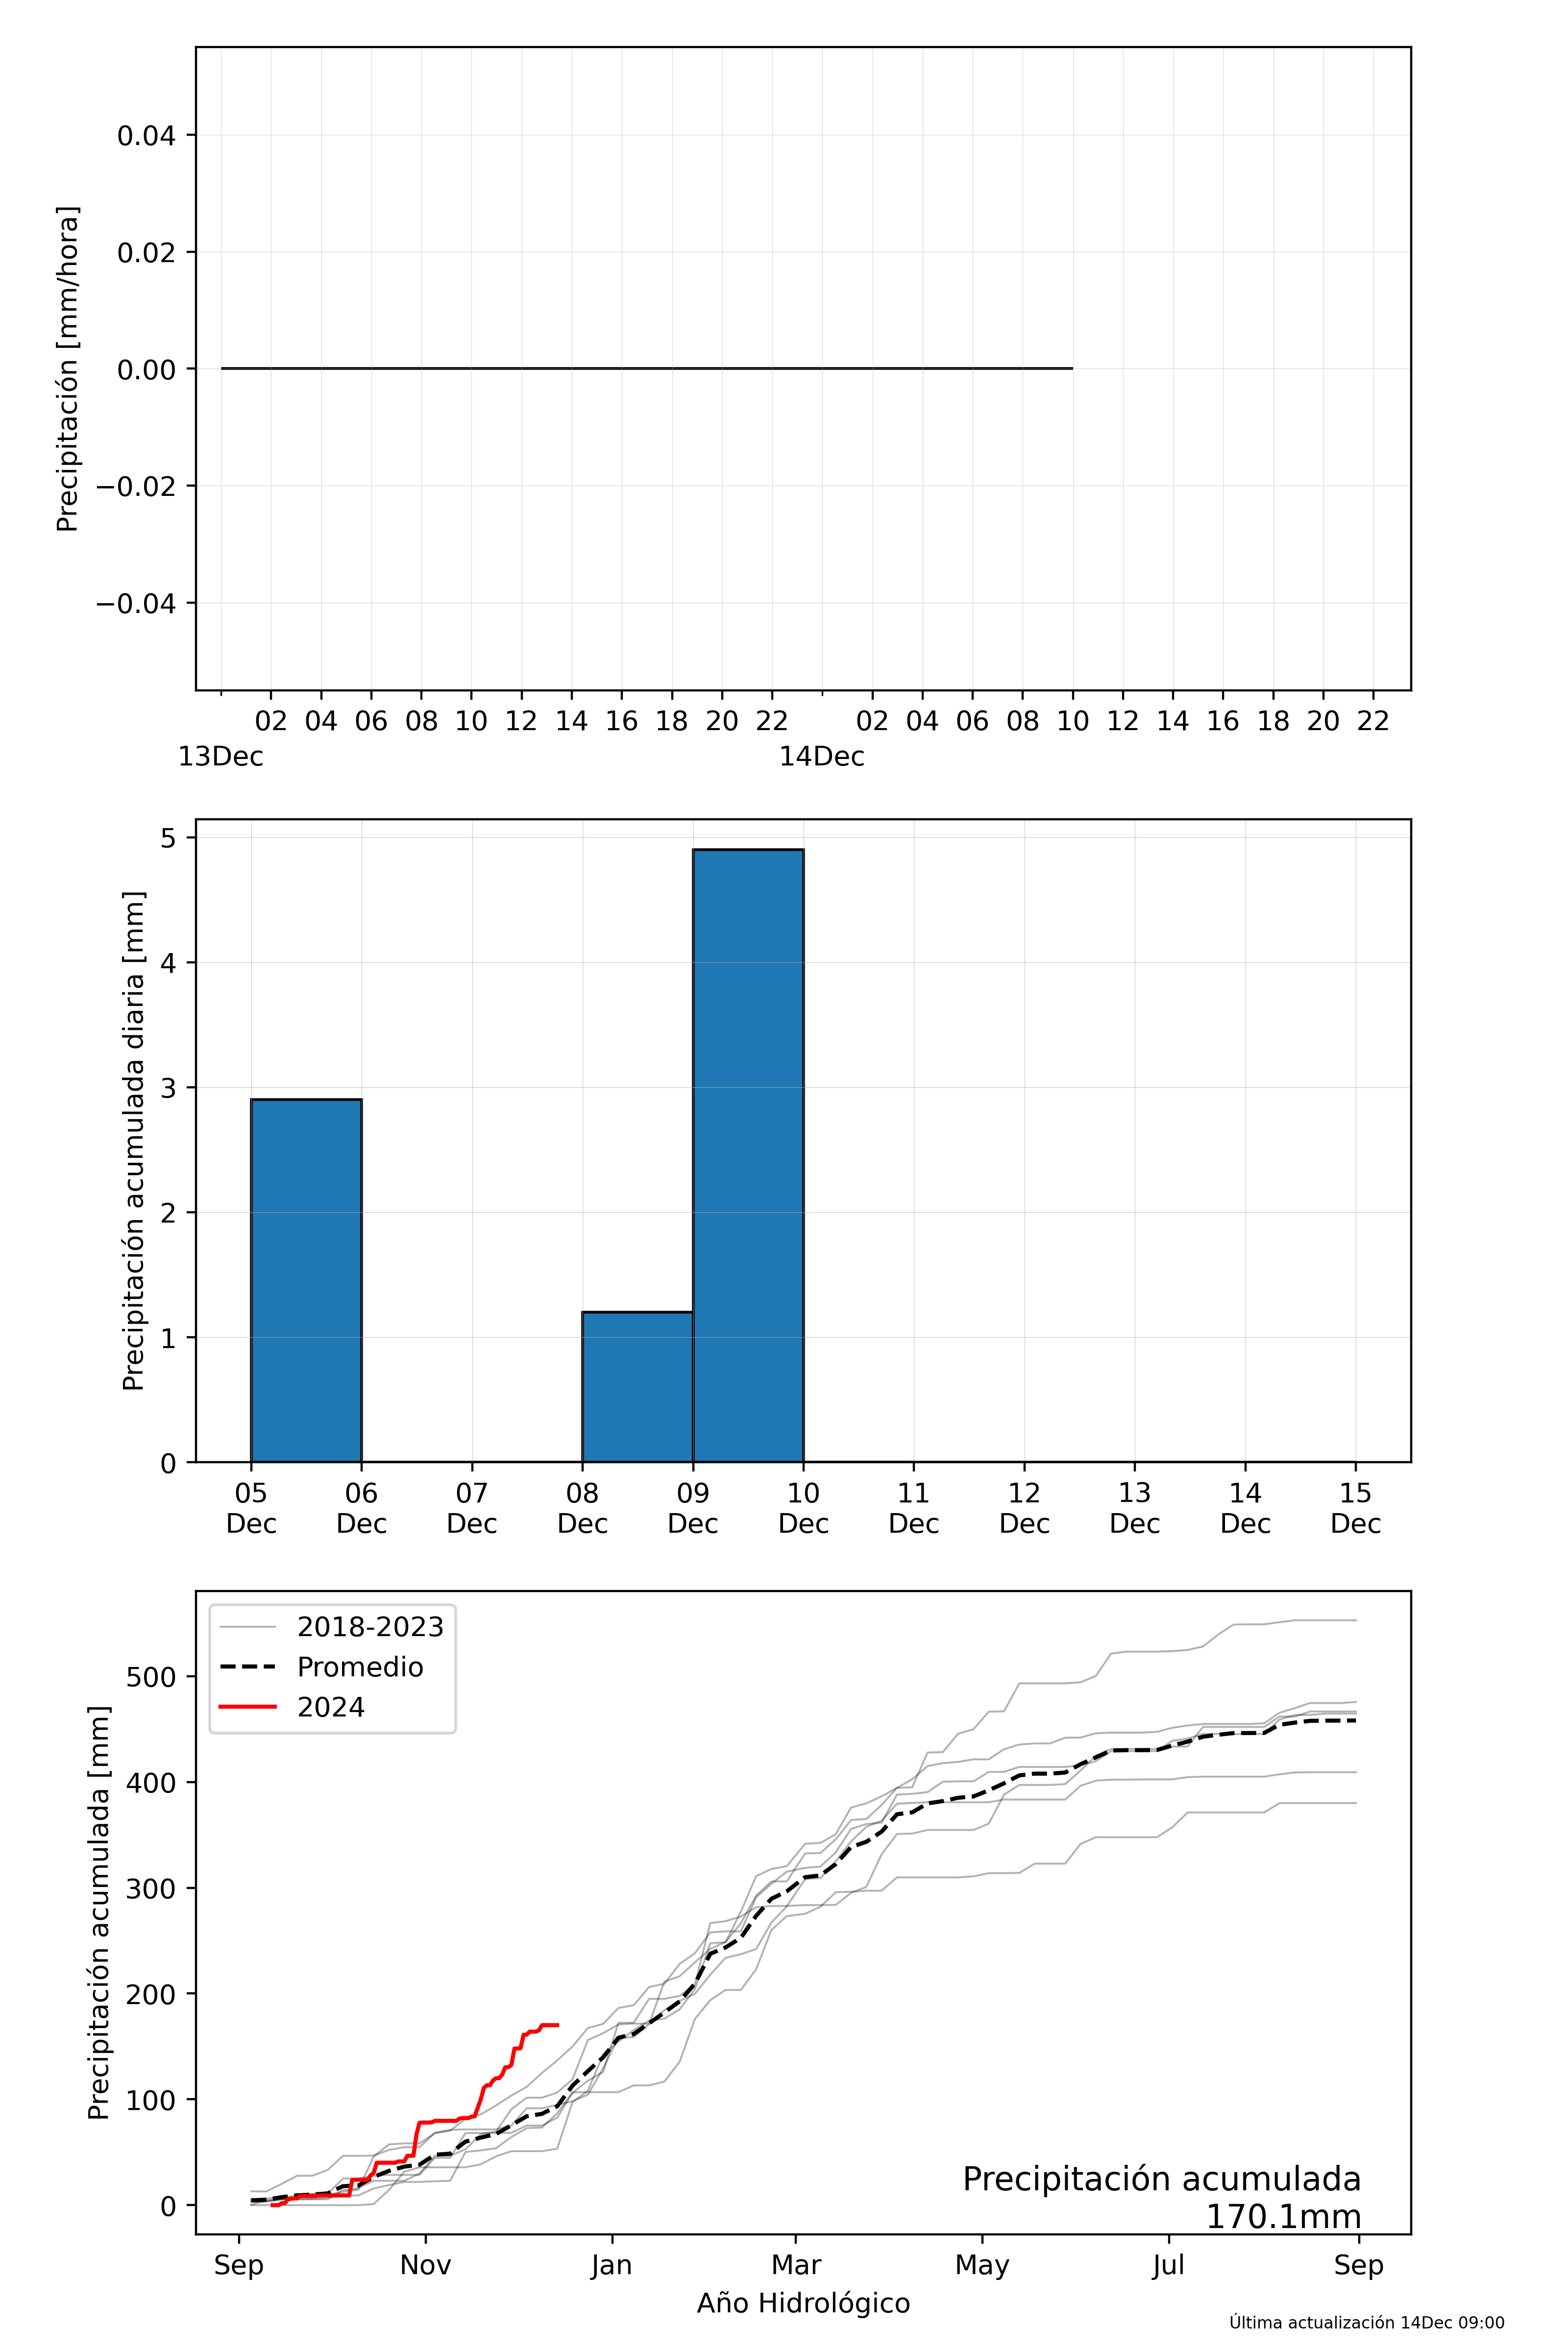 Precipitación [mm/hora]
0.04
0.02
0.00
−0.02
−0.04
02 04 06 08 10 12 14 16 18 20 22 02 04 06 08 10 12 14 16 18 20 22
13Dec 14Dec
Precipitación acumulada diaria [mm]
5
4
3
2
1
0
05 06 07 08 09 10 11 12 13 14 15
Dec Dec Dec Dec Dec Dec Dec Dec Dec Dec Dec
Precipitación acumulada [mm]
2018-2023
Promedio
2024
500
400
300
200
100
0
Precipitación acumulada
170.1mm
Sep Nov Jan Mar May Jul Sep
Año Hidrológico
Última actualización 14Dec 09:00